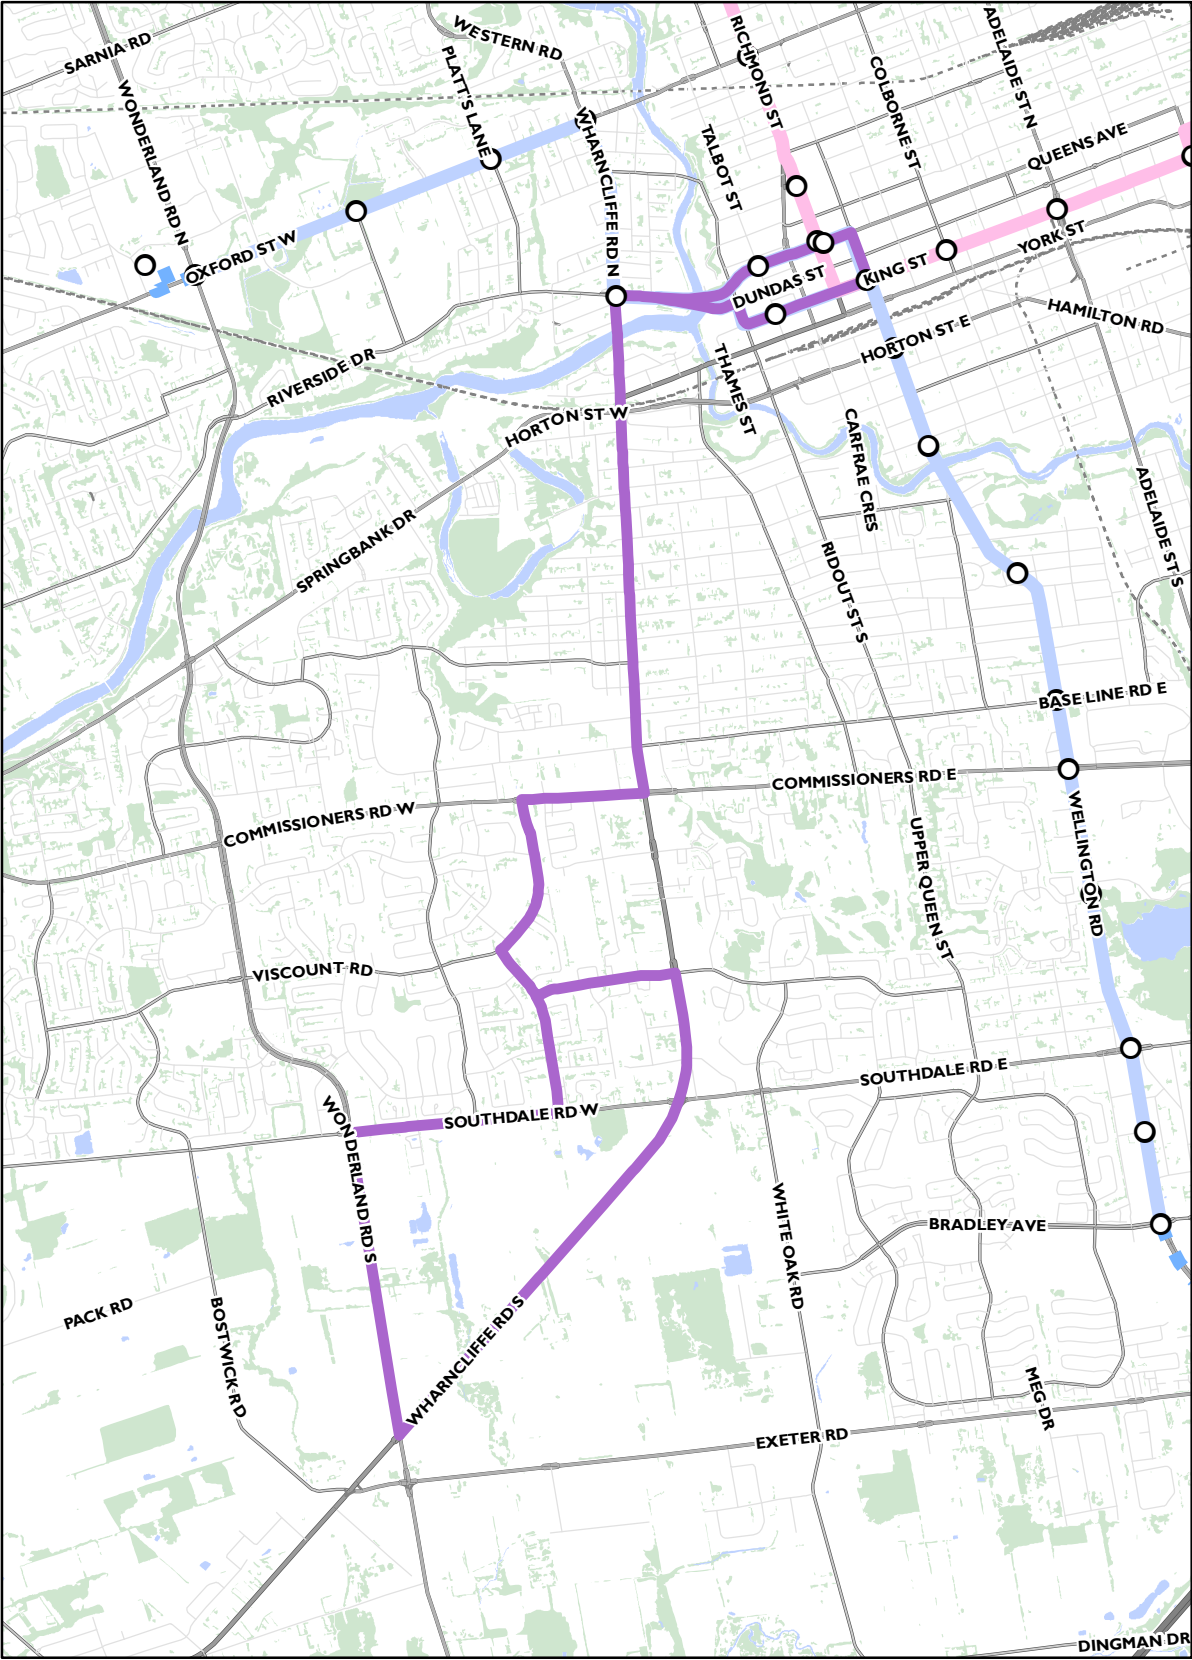 SARNIA RD
WESTERN RD
RICHMOND ST
ADELAIDE ST N
PLATT'S LANE
COLBORNE ST
WONDERLAND RD N
WHARNCLIFFE RD N
TALBOT ST
QUEENS AVE
OXFORD ST W
YORK ST
DUNDAS ST
KING ST
HAMILTON RD
HORTON ST E
RIVERSIDE DR
THAMES ST
HORTON ST W
CARFRAE CRES
ADELAIDE ST S
SPRINGBANK DR
RIDOUT ST S
BASE LINE RD E
COMMISSIONERS RD E
COMMISSIONERS RD W
WELLINGTON RD
UPPER QUEEN ST
VISCOUNT RD
SOUTHDALE RD E
SOUTHDALE RD W
WONDERLAND RD S
WHITE OAK RD
BRADLEY AVE
PACK RD
BOSTWICK RD
WHARNCLIFFE RD S
MEG DR
EXETER RD
DINGMAN DR